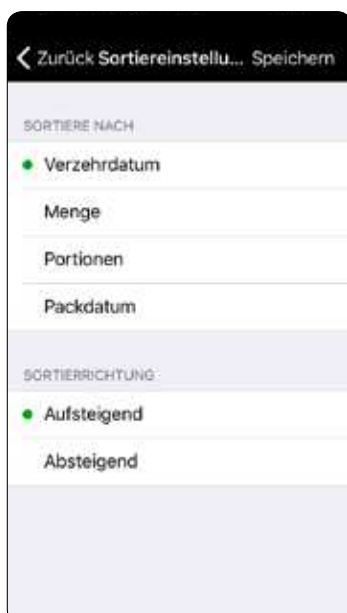 Zurück Sortiereinstellu... Speichern
SORTIERE NACH
Verzehrdatum
Menge
Portionen
Packdatum
SORTIERRICHTUNG
Aufsteigend
Absteigend